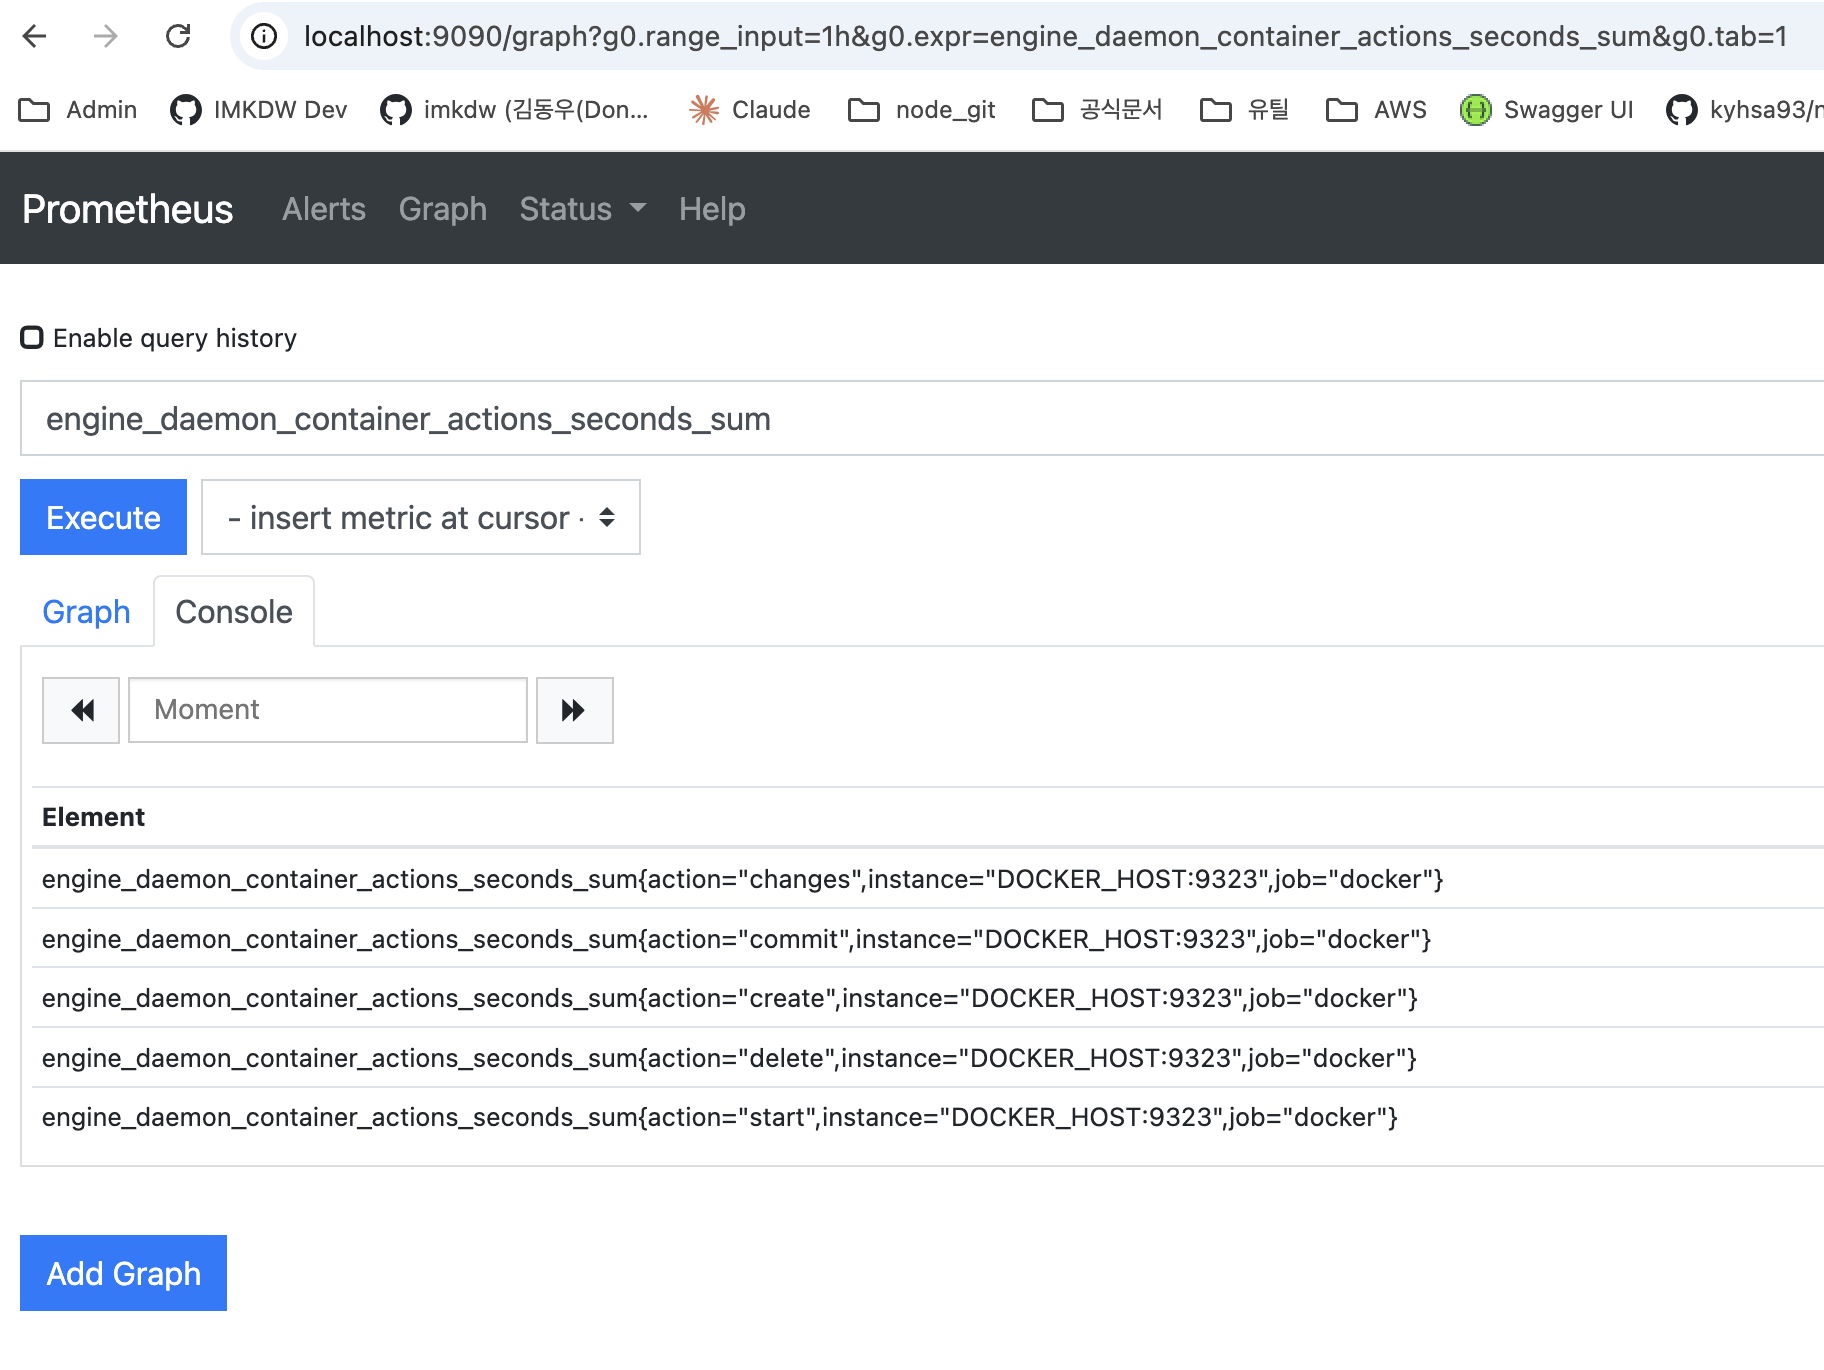 localhost:9090/graph?g0.range_input=1h&g0.expr=engine_daemon_container_actions_seconds_sum&g0.tab=1
Admin IMKDW Dev imkdw (김동우(Don... Claude node_git 공식문서 유틸 AWS Swagger UI kyhsa93/n
Prometheus Alerts Graph Status Help
Enable query history
engine_daemon_container_actions_seconds_sum
Execute - insert metric at cursor -
Graph Console
Moment
Element
engine_daemon_container_actions_seconds_sum{action="changes",instance="DOCKER_HOST:9323",job="docker"}
engine_daemon_container_actions_seconds_sum{action="commit",instance="DOCKER_HOST:9323",job="docker"}
engine_daemon_container_actions_seconds_sum{action="create",instance="DOCKER_HOST:9323",job="docker"}
engine_daemon_container_actions_seconds_sum{action="delete",instance="DOCKER_HOST:9323",job="docker"}
engine_daemon_container_actions_seconds_sum{action="start",instance="DOCKER_HOST:9323",job="docker"}
Add Graph